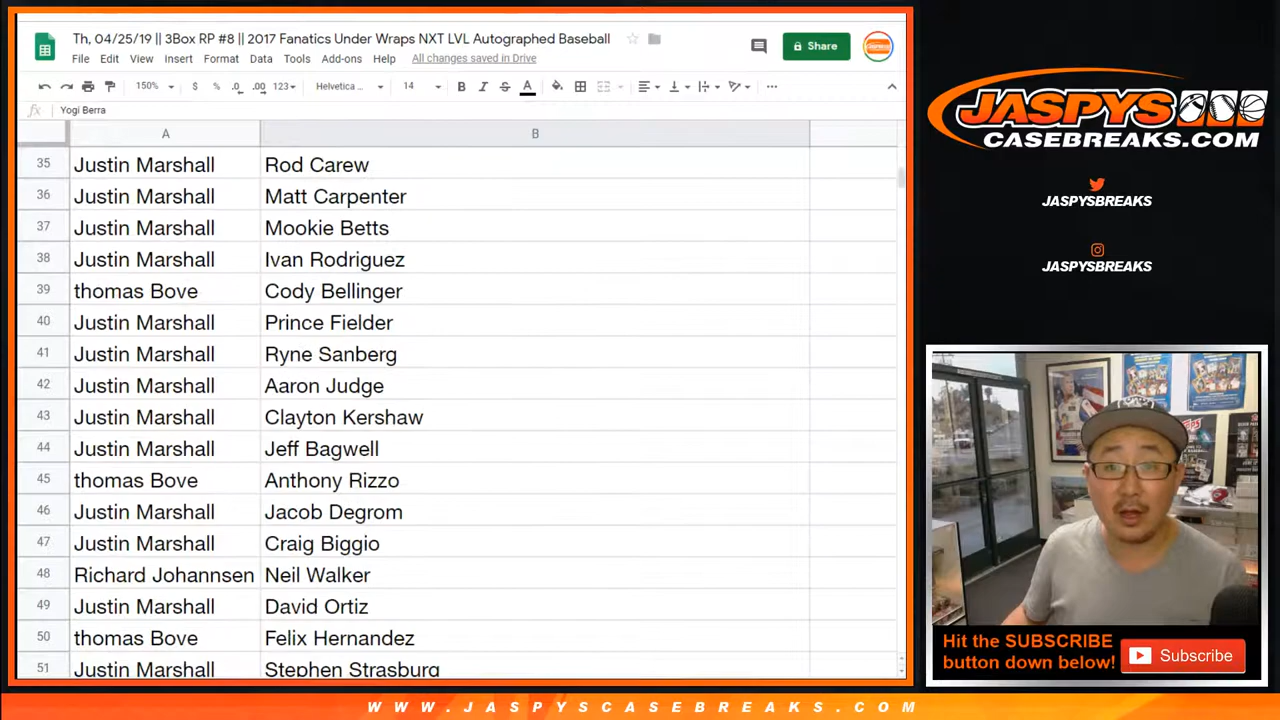 Th, 04/25/19 || 3Box RP #8 || 2017 Fanatics Under Wraps NXT LVL Autographed Baseball
File Edit View Insert Format Data Tools Add-ons Help All changes saved in Drive
Share
150% $ % .0 .00 123 Helvetica ... 14 B I S A ...
fx Yogi Berra
A B
35 Justin Marshall Rod Carew
36 Justin Marshall Matt Carpenter
37 Justin Marshall Mookie Betts
38 Justin Marshall Ivan Rodriguez
39 thomas Bove Cody Bellinger
40 Justin Marshall Prince Fielder
41 Justin Marshall Ryne Sanberg
42 Justin Marshall Aaron Judge
43 Justin Marshall Clayton Kershaw
44 Justin Marshall Jeff Bagwell
45 thomas Bove Anthony Rizzo
46 Justin Marshall Jacob Degrom
47 Justin Marshall Craig Biggio
48 Richard Johannsen Neil Walker
49 Justin Marshall David Ortiz
50 thomas Bove Felix Hernandez
51 Justin Marshall Stephen Strasburg
JASPYS
CASEBREAKS.COM
JASPYSBREAKS
JASPYSBREAKS
Hit the SUBSCRIBE
button down below!
Subscribe
WWW.JASPYSCASEBREAKS.COM